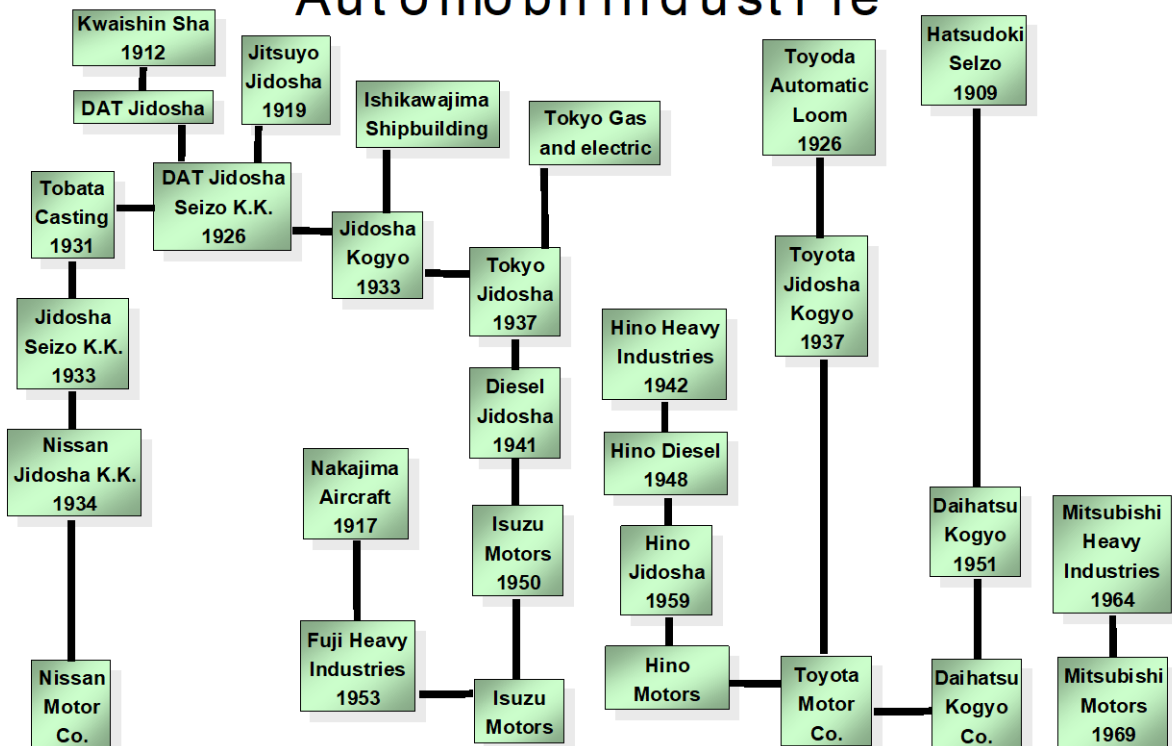 Automobilindustrie
Kwaishin Sha
1912
DAT Jidosha
Jitsuyo
Jidosha
1919
Ishikawajima
Shipbuilding
Tokyo Gas
and electric
Toyoda
Automatic
Loom
1926
Hatsudoki
Selzo
1909
Tobata
Casting
1931
DAT Jidosha
Seizo K.K.
1926
Jidosha
Kogyo
1933
Tokyo
Jidosha
1937
Toyota
Jidosha
Kogyo
1937
Jidosha
Seizo K.K.
1933
Hino Heavy
Industries
1942
Diesel
Jidosha
1941
Nissan
Jidosha K.K.
1934
Nakajima
Aircraft
1917
Hino Diesel
1948
Isuzu
Motors
1950
Hino
Jidosha
1959
Daihatsu
Kogyo
1951
Mitsubishi
Heavy
Industries
1964
Fuji Heavy
Industries
1953
Nissan
Motor
Co.
Isuzu
Motors
Hino
Motors
Toyota
Motor
Co.
Daihatsu
Kogyo
Co.
Mitsubishi
Motors
1969